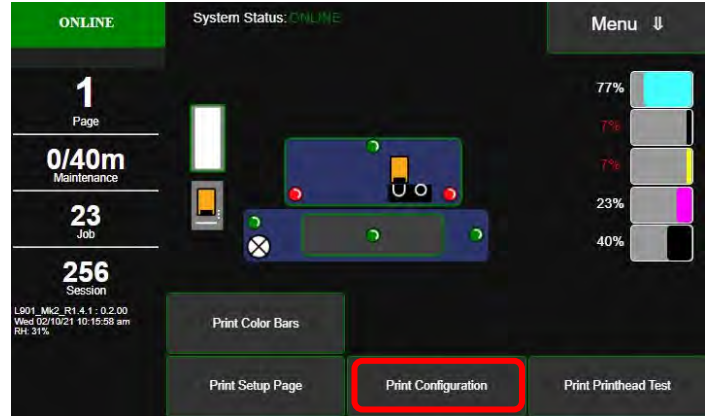 ONLINE
System Status: ONLINE
Menu ⇓
1
Page
0/40m
Maintenance
23
Job
256
Session
L901_Mk2_R1.4.1 : 0.2.00
Wed 02/10/21 10:15:58 am
RH: 31%
77%
7%
7%
23%
40%
Print Color Bars
Print Setup Page
Print Configuration
Print Printhead Test